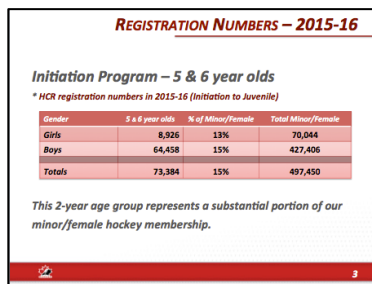 REGISTRATION NUMBERS – 2015-16
Initiation Program – 5 & 6 year olds
* HCR registration numbers in 2015-16 (Initiation to Juvenile)
Gender 5 & 6 year olds % of Minor/Female Total Minor/Female
Girls 8,926 13% 70,044
Boys 64,458 15% 427,406
Totals 73,384 15% 497,450
This 2-year age group represents a substantial portion of our
minor/female hockey membership.
3